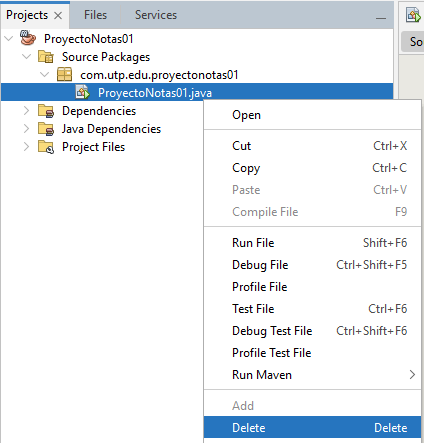 Projects × Files Services
ProyectoNotas01
Source Packages
com.utp.edu.proyectonotas01
ProyectoNotas01.java
Dependencies
Java Dependencies
Project Files
So
Open
Cut Ctrl+X
Copy Ctrl+C
Paste Ctrl+V
Compile File F9
Run File Shift+F6
Debug File Ctrl+Shift+F5
Profile File
Test File Ctrl+F6
Debug Test File Ctrl+Shift+F6
Profile Test File
Run Maven
Add
Delete Delete